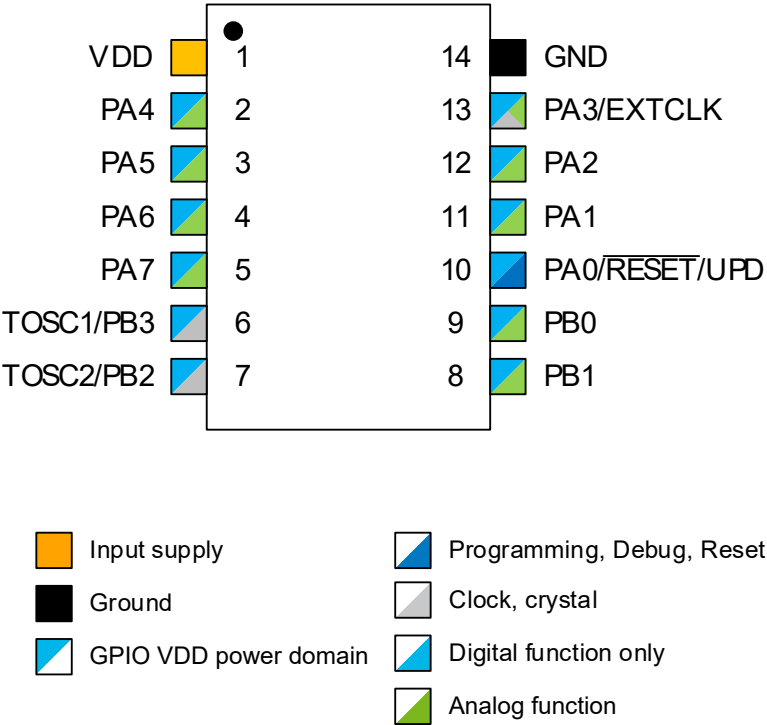 VDD 1 14 GND
PA4 2 13 PA3/EXTCLK
PA5 3 12 PA2
PA6 4 11 PA1
PA7 5 10 PA0/RESET/UPDI
TOSC1/PB3 6 9 PB0
TOSC2/PB2 7 8 PB1
Input supply
Ground
GPIO VDD power domain
Programming, Debug, Reset
Clock, crystal
Digital function only
Analog function